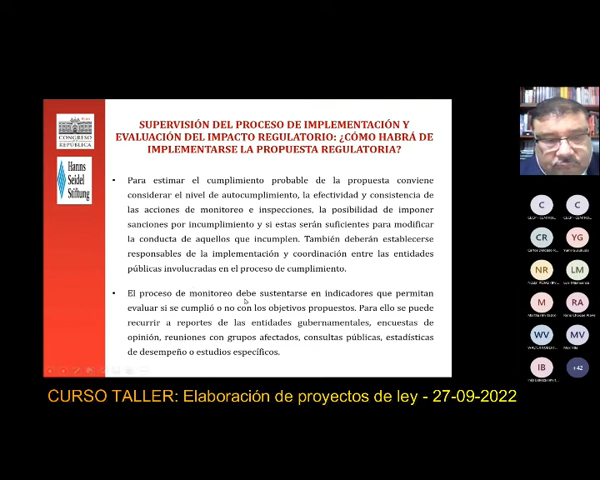 CONGRESO
REPÚBLICA
Hanns
Seidel
Stiftung
SUPERVISIÓN DEL PROCESO DE IMPLEMENTACIÓN Y
EVALUACIÓN DEL IMPACTO REGULATORIO: ¿CÓMO HABRÁ DE
IMPLEMENTARSE LA PROPUESTA REGULATORIA?
• Para estimar el cumplimiento probable de la propuesta conviene
considerar el nivel de autocumplimiento, la efectividad y consistencia de
las acciones de monitoreo e inspecciones, la posibilidad de imponer
sanciones por incumplimiento y si estas serán suficientes para modificar
la conducta de aquellos que incumplen. También deberán establecerse
responsables de la implementación y coordinación entre las entidades
públicas involucradas en el proceso de cumplimiento.
• El proceso de monitoreo debe sustentarse en indicadores que permitan
evaluar si se cumplió o no con los objetivos propuestos. Para ello se puede
recurrir a reportes de las entidades gubernamentales, encuestas de
opinión, reuniones con grupos afectados, consultas públicas, estadísticas
de desempeño o estudios específicos.
C C
CR YG
NR LM
M RA
WV MV
IB +42
CURSO TALLER: Elaboración de proyectos de ley - 27-09-2022